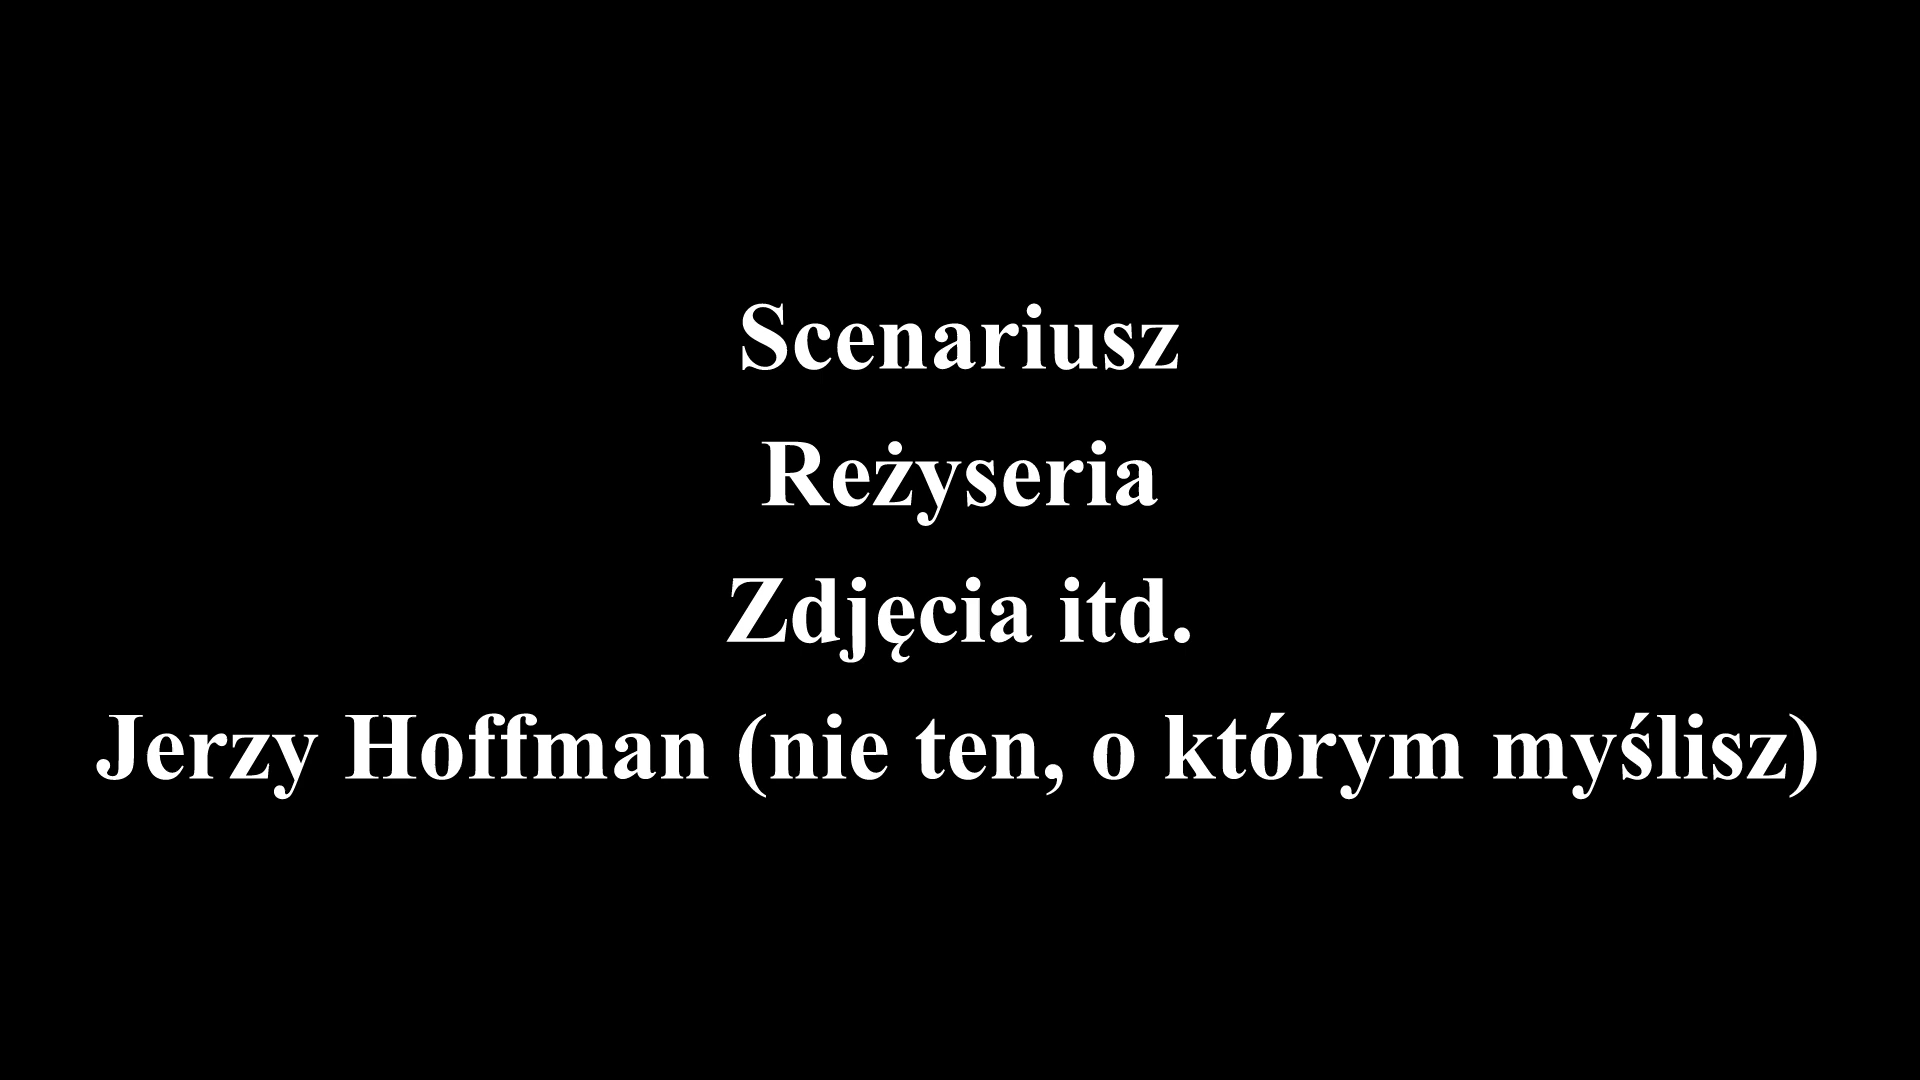 Scenariusz
Reżyseria
Zdjęcia itd.
Jerzy Hoffman (nie ten, o którym myślisz)